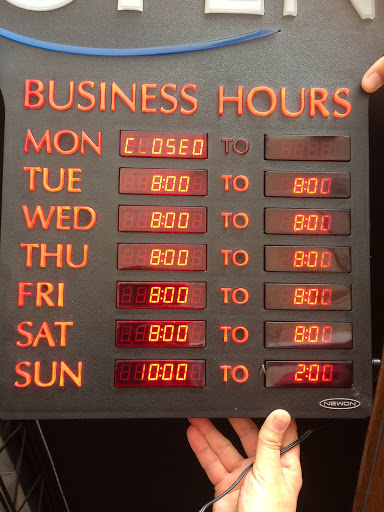 BUSINESS HOURS
MON CLOSED TO
TUE 8:00 TO 8:00
WED 8:00 TO 8:00
THU 8:00 TO 8:00
FRI 8:00 TO 8:00
SAT 8:00 TO 8:00
SUN 10:00 TO 2:00
NEWON